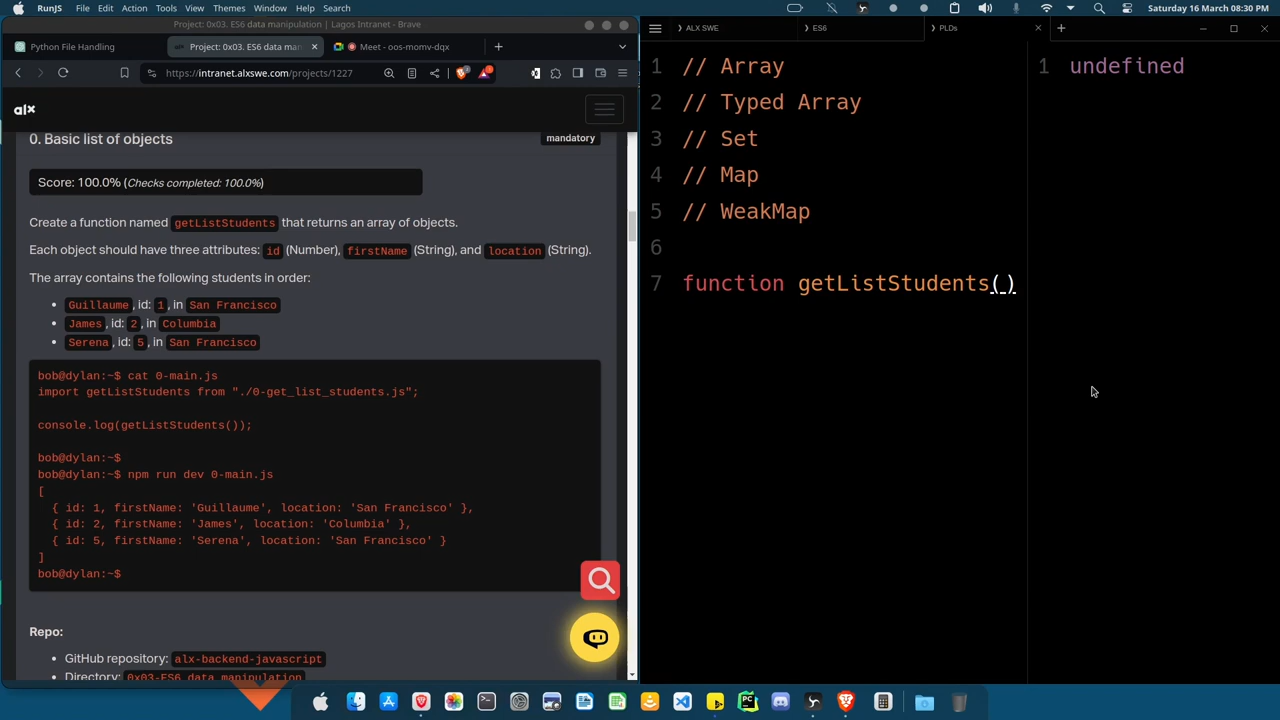 RunJS File Edit Actions Tools View Themes Window Help Search
Saturday 16 March 08:30 PM
Project: 0x03. ES6 data manipulation | Lagos Intranet - Brave
Python File Handling
Project: 0x03. ES6 data man
Meet - oos-momv-dqx
https://intranet.alxswe.com/projects/1227
alx
0. Basic list of objects
mandatory
Score: 100.0% (Checks completed: 100.0%)
Create a function named getListStudents that returns an array of objects.
Each object should have three attributes: id (Number), firstName (String), and location (String).
The array contains the following students in order:
Guillaume, id: 1, in San Francisco
James, id: 2, in Columbia
Serena, id: 5, in San Francisco
bob@dylan:~$ cat 0-main.js
import getListStudents from "./0-get_list_students.js";
console.log(getListStudents());
bob@dylan:~$
bob@dylan:~$ npm run dev 0-main.js
[
{ id: 1, firstName: 'Guillaume', location: 'San Francisco' },
{ id: 2, firstName: 'James', location: 'Columbia' },
{ id: 5, firstName: 'Serena', location: 'San Francisco' }
]
bob@dylan:~$
Repo:
GitHub repository: alx-backend-javascript
Directory: 0x03-ES6_data_manipulation
ALX SWE
ES6
PLDs
1 // Array
2 // Typed Array
3 // Set
4 // Map
5 // WeakMap
6
7 function getListStudents()
1 undefined